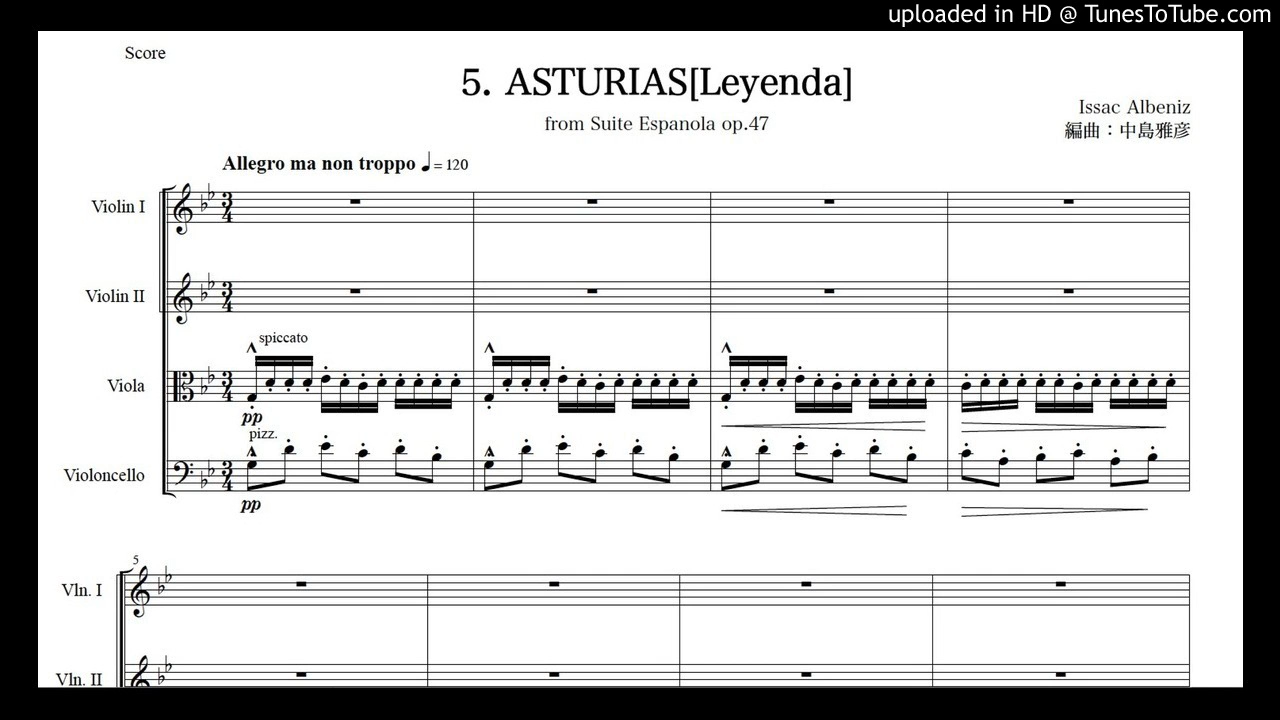 uploaded in HD @ TunesToTube.com
Score
5. ASTURIAS[Leyenda]
from Suite Espanola op.47
Issac Albeniz
編曲：中島雅彦
Allegro ma non troppo ♩= 120
Violin I
Violin II
spiccato
Viola
pp
pizz.
Violoncello
pp
5
Vln. I
Vln. II